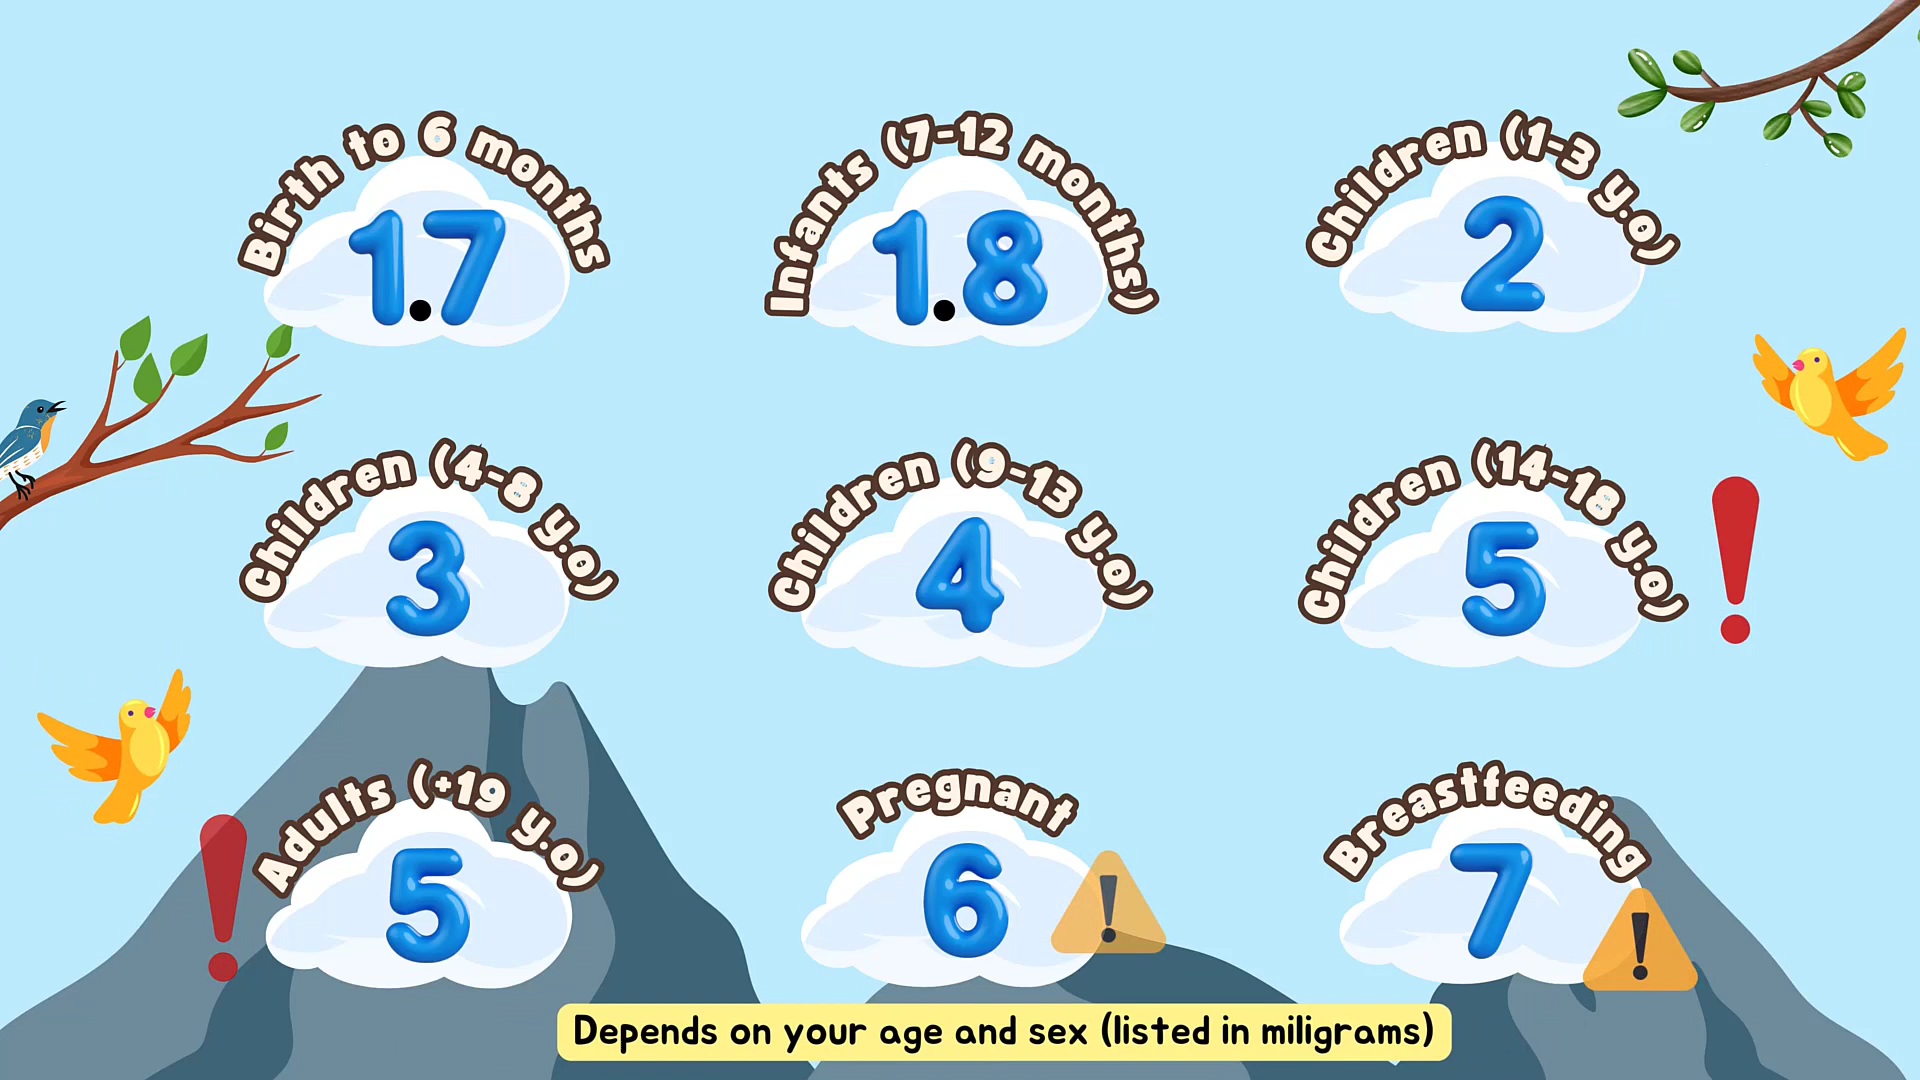 Birth to 6 months
1.7
Infants (7-12 months)
1.8
Children (1-3 y.o)
2
Children (4-8 y.o)
3
Children (9-13 y.o)
4
Children (14-18 y.o)
5
Adults (+19 y.o)
5
Pregnant
6
Breastfeeding
7
Depends on your age and sex (listed in miligrams)